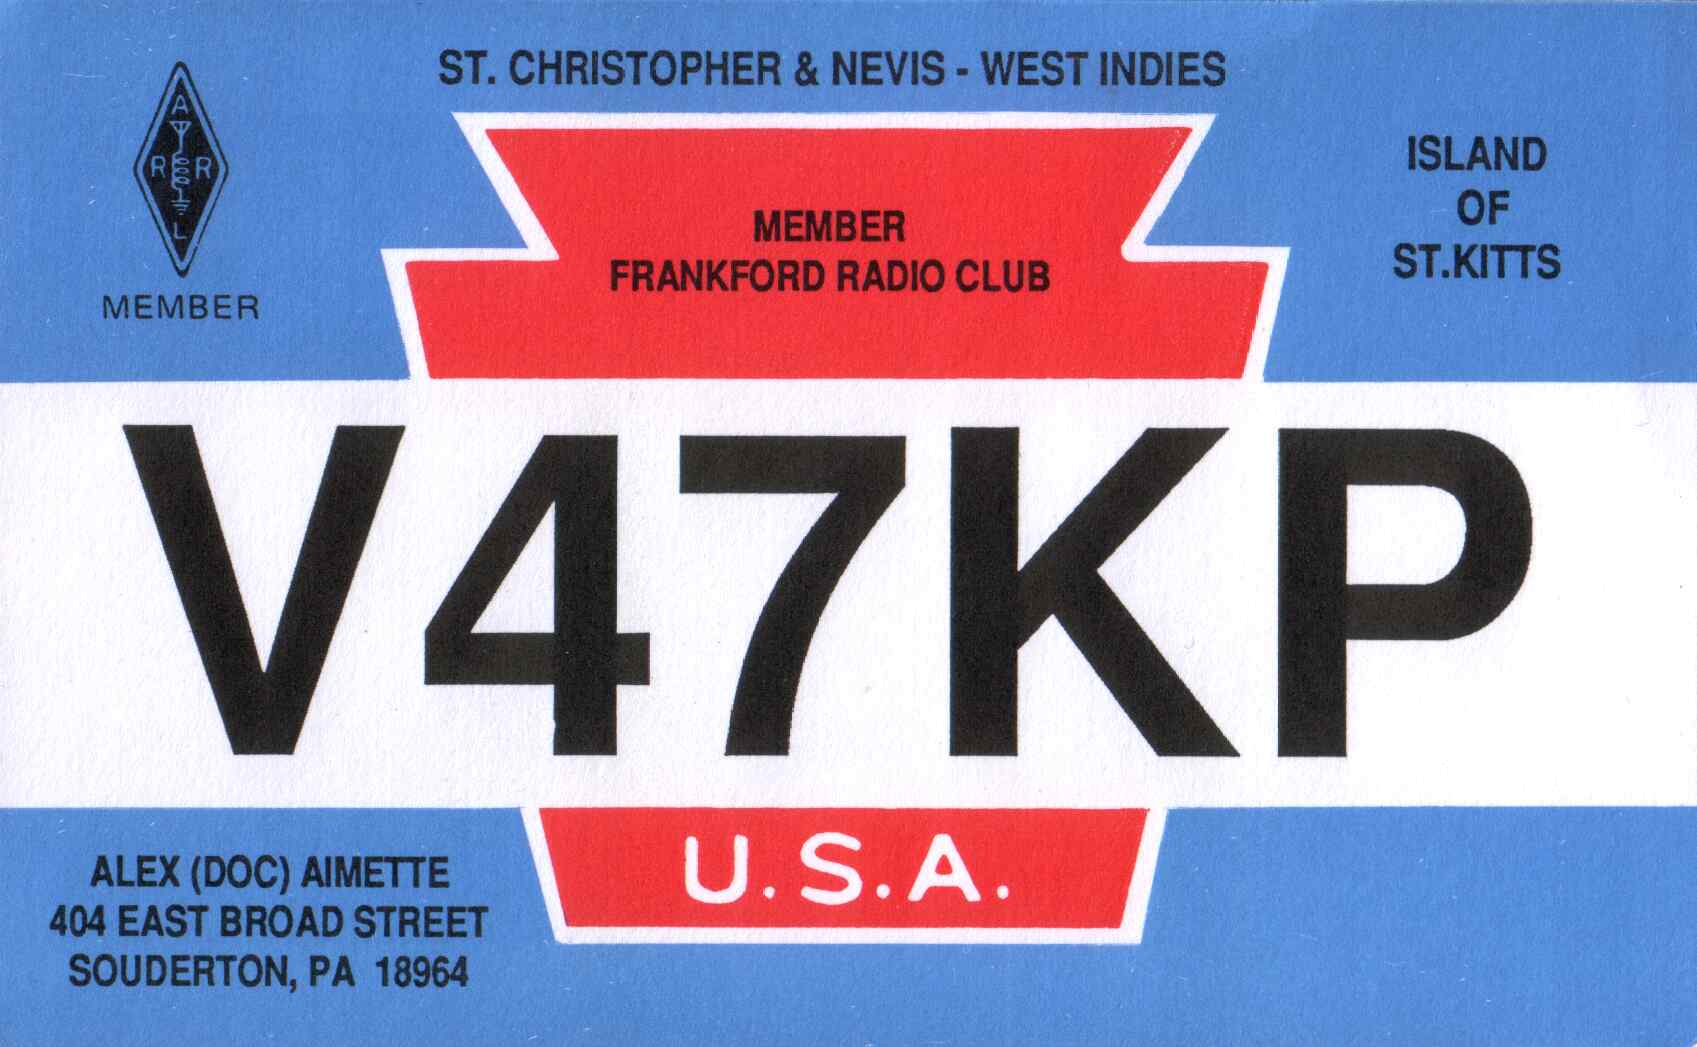 ST. CHRISTOPHER & NEVIS - WEST INDIES
A
R R
L
MEMBER
MEMBER
FRANKFORD RADIO CLUB
ISLAND
OF
ST.KITTS
V47KP
U.S.A.
ALEX (DOC) AIMETTE
404 EAST BROAD STREET
SOUDERTON, PA 18964